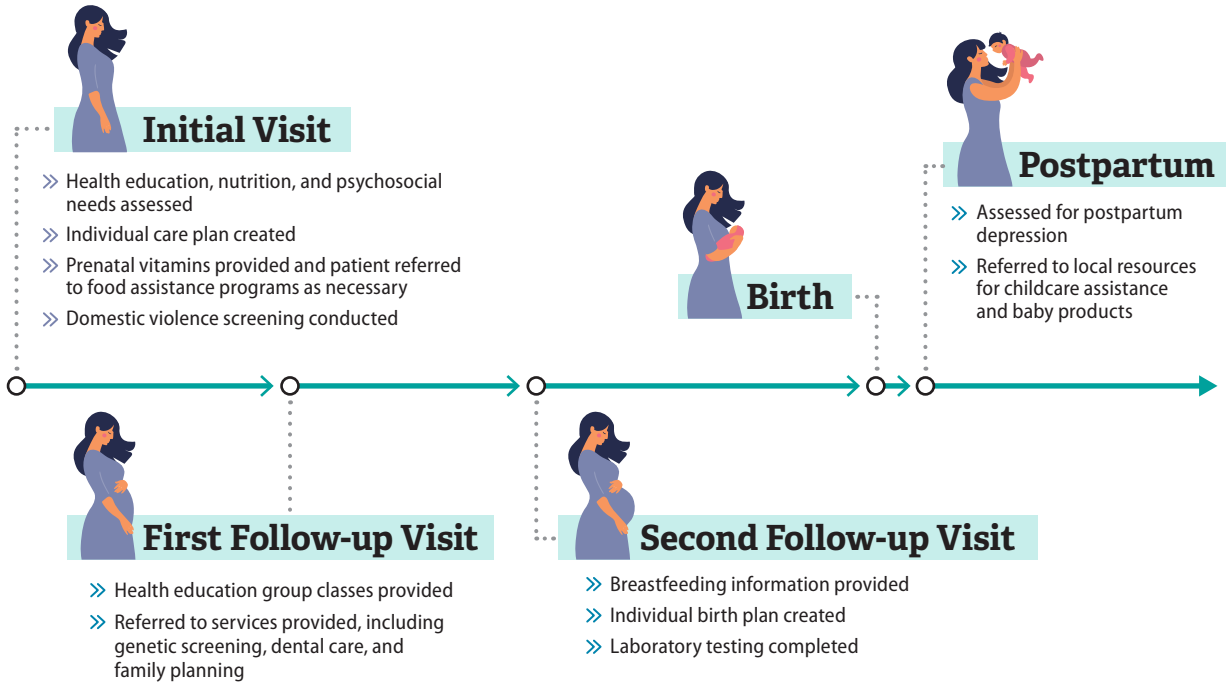 Initial Visit
Health education, nutrition, and psychosocial
needs assessed
Individual care plan created
Prenatal vitamins provided and patient referred
to food assistance programs as necessary
Domestic violence screening conducted
First Follow-up Visit
Health education group classes provided
Referred to services provided, including
genetic screening, dental care, and
family planning
Second Follow-up Visit
Breastfeeding information provided
Individual birth plan created
Laboratory testing completed
Birth
Postpartum
Assessed for postpartum
depression
Referred to local resources
for childcare assistance
and baby products